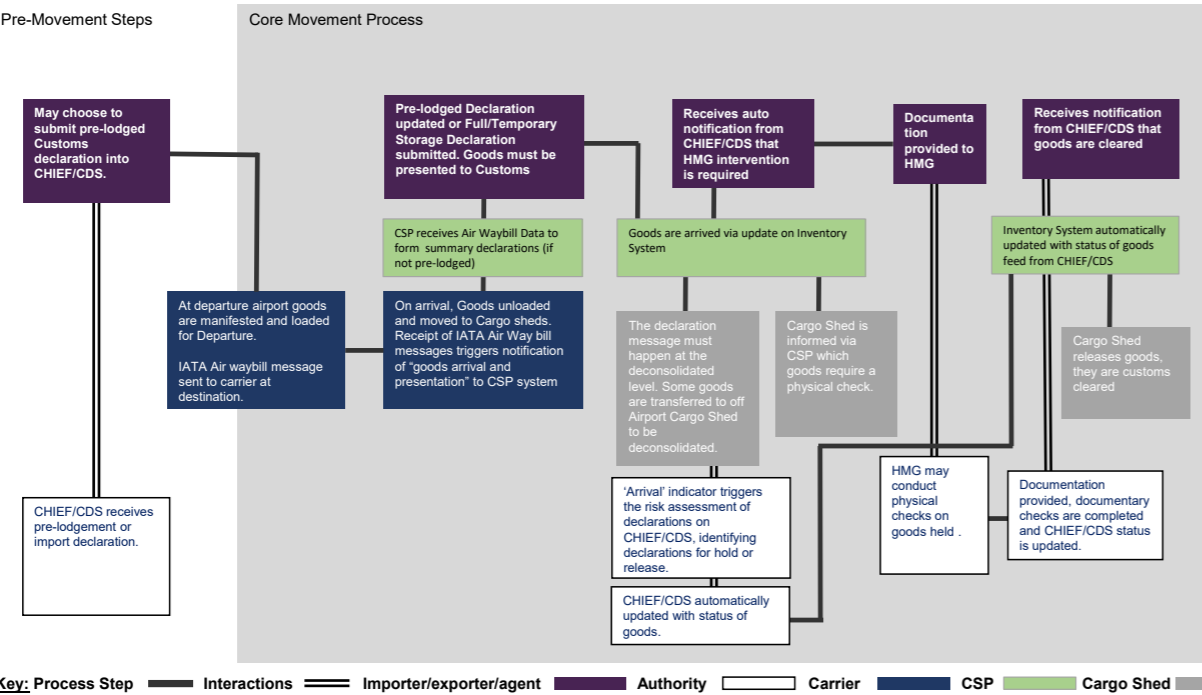 Pre-Movement Steps
Core Movement Process
May choose to
submit pre-lodged
Customs
declaration into
CHIEF/CDS.
Pre-lodged Declaration
updated or Full/Temporary
Storage Declaration
submitted. Goods must be
presented to Customs
Receives auto
notification from
CHIEF/CDS that
HMG intervention
is required
Documenta
tion
provided to
HMG
Receives notification
from CHIEF/CDS that
goods are cleared
CSP receives Air Waybill Data to
form summary declarations (if
not pre-lodged)
Goods are arrived via update on Inventory
System
Inventory System automatically
updated with status of goods
feed from CHIEF/CDS
At departure airport goods
are manifested and loaded
for Departure.
IATA Air waybill message
sent to carrier at
destination.
On arrival, Goods unloaded
and moved to Cargo sheds.
Receipt of IATA Air Way bill
messages triggers notification
of “goods arrival and
presentation” to CSP system
The declaration
message must
happen at the
deconsolidated
level. Some goods
are transferred to off
Airport Cargo Shed
to be
deconsolidated.
Cargo Shed is
informed via
CSP which
goods require a
physical check.
Cargo Shed
releases goods,
they are customs
cleared
CHIEF/CDS receives
pre-lodgement or
import declaration.
‘Arrival’ indicator triggers
the risk assessment of
declarations on
CHIEF/CDS, identifying
declarations for hold or
release.
HMG may
conduct
physical
checks on
goods held .
Documentation
provided, documentary
checks are completed
and CHIEF/CDS status
is updated.
CHIEF/CDS automatically
updated with status of
goods.
Key: Process Step Interactions Importer/exporter/agent Authority Carrier CSP Cargo Shed